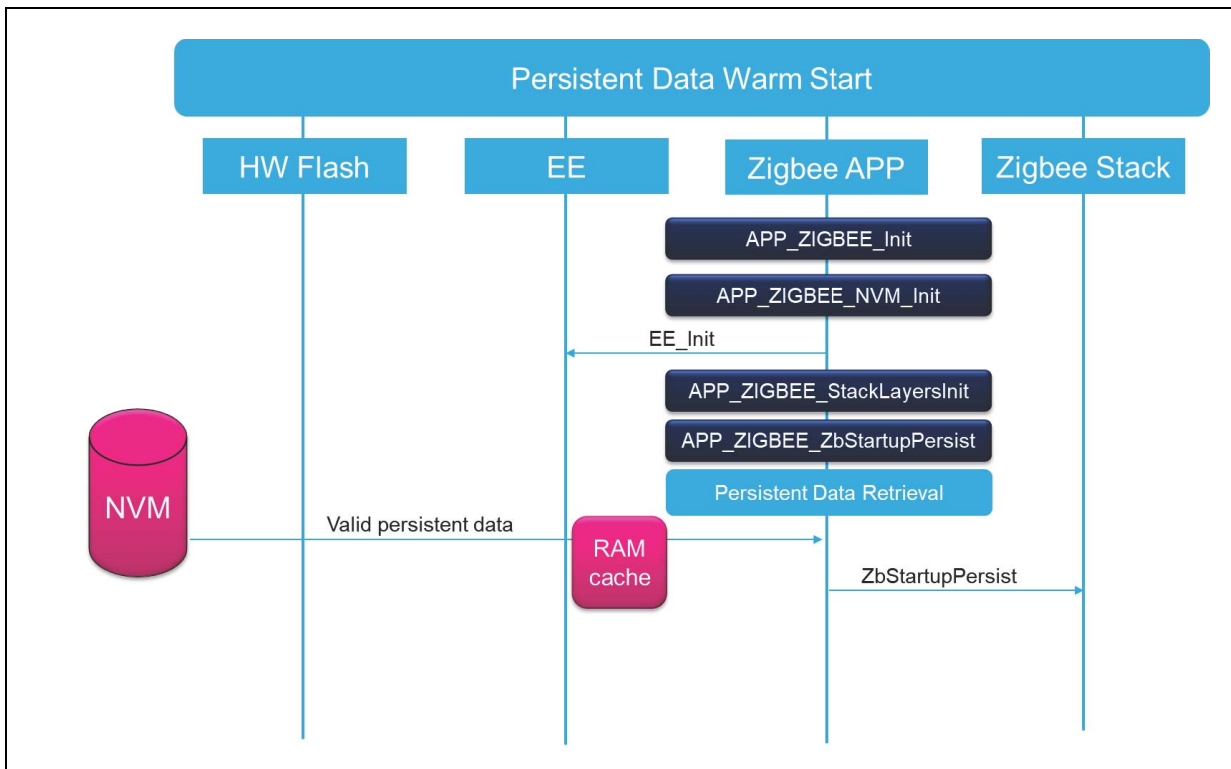 Persistent Data Warm Start
HW Flash
EE
Zigbee APP
Zigbee Stack
APP_ZIGBEE_Init
APP_ZIGBEE_NVM_Init
EE_Init
APP_ZIGBEE_StackLayersInit
APP_ZIGBEE_ZbStartupPersist
Persistent Data Retrieval
NVM
Valid persistent data
RAM
cache
ZbStartupPersist